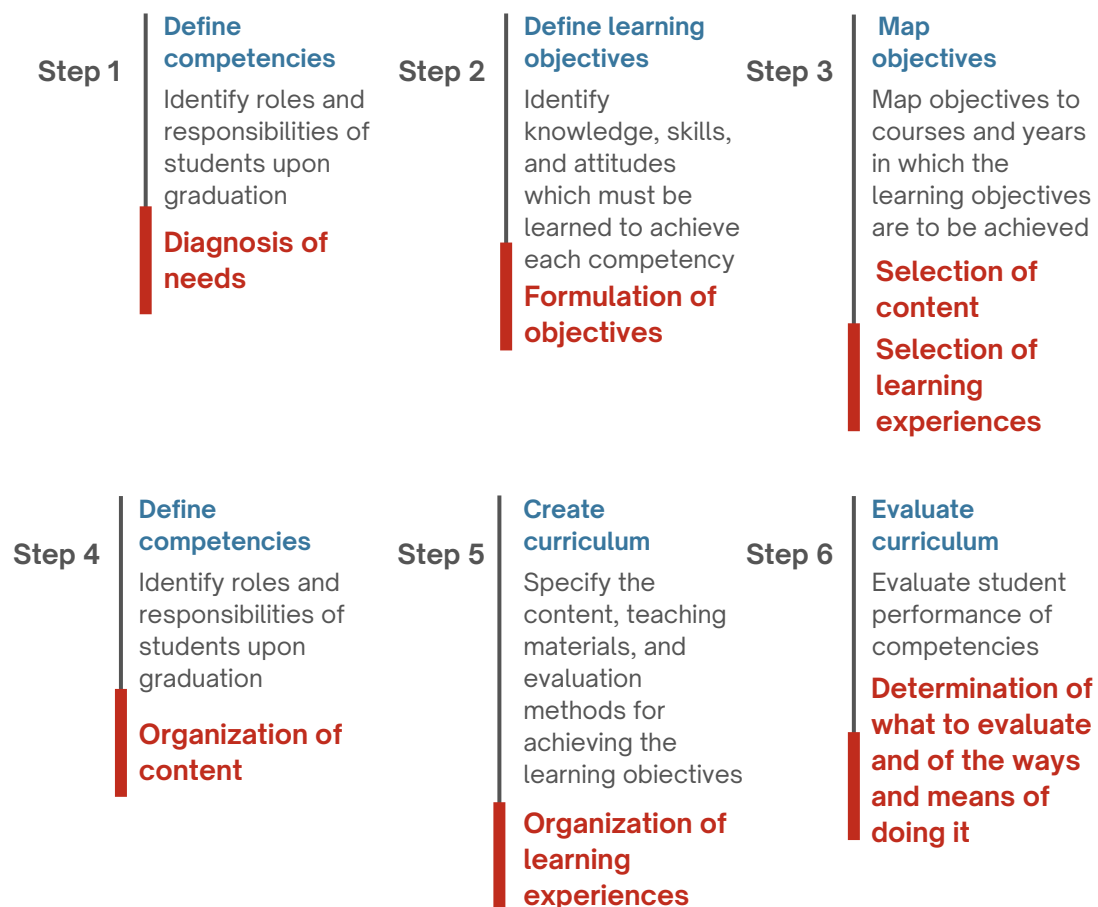 Step 1
Define
competencies
Identify roles and
responsibilities of
students upon
graduation
Diagnosis of
needs
Step 2
Define learning
objectives
Identify
knowledge, skills,
and attitudes
which must be
learned to achieve
each competency
Formulation of
objectives
Step 3
Map
objectives
Map objectives to
courses and years
in which the
learning objectives
are to be achieved
Selection of
content
Selection of
learning
experiences
Step 4
Define
competencies
Identify roles and
responsibilities of
students upon
graduation
Organization of
content
Step 5
Create
curriculum
Specify the
content, teaching
materials, and
evaluation
methods for
achieving the
learning obiectives
Organization of
learning
experiences
Step 6
Evaluate
curriculum
Evaluate student
performance of
competencies
Determination of
what to evaluate
and of the ways
and means of
doing it